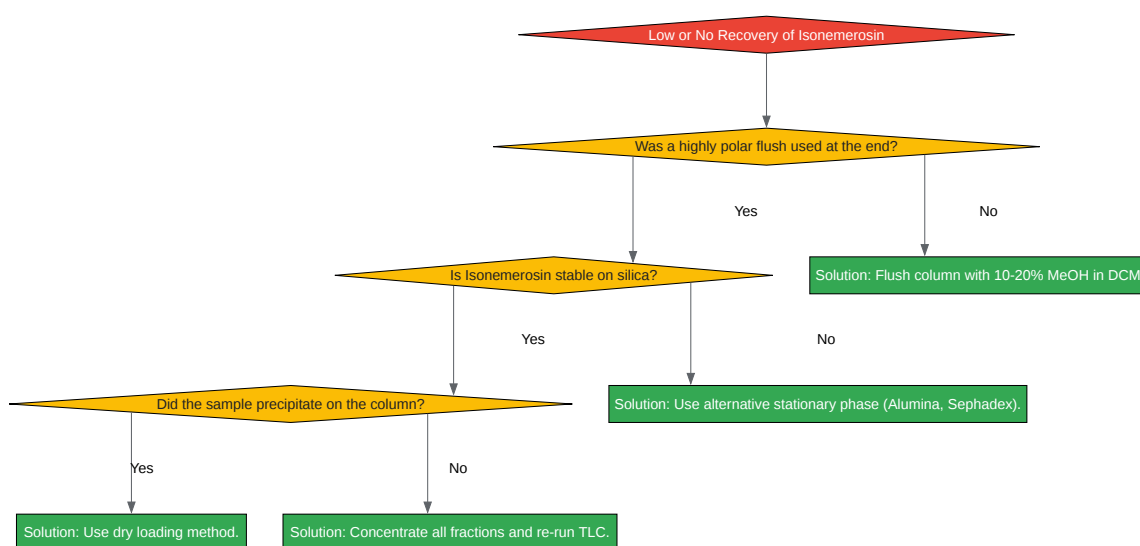 Low or No Recovery of Isonemerosin
Was a highly polar flush used at the end?
Yes
No
Is Isonemerosin stable on silica?
Solution: Flush column with 10-20% MeOH in DCM
Yes
No
Did the sample precipitate on the column?
Solution: Use alternative stationary phase (Alumina, Sephadex).
Yes
No
Solution: Use dry loading method.
Solution: Concentrate all fractions and re-run TLC.